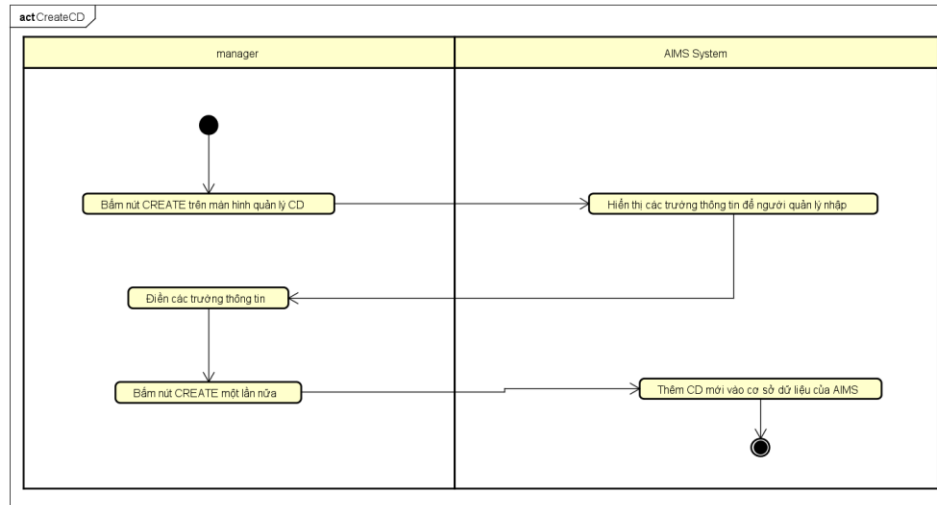 act CreateCD
manager
AIMS System
Bấm nút CREATE trên màn hình quản lý CD
Hiển thị các trường thông tin để người quản lý nhập
Điền các trường thông tin
Bấm nút CREATE một lần nữa
Thêm CD mới vào cơ sở dữ liệu của AIMS